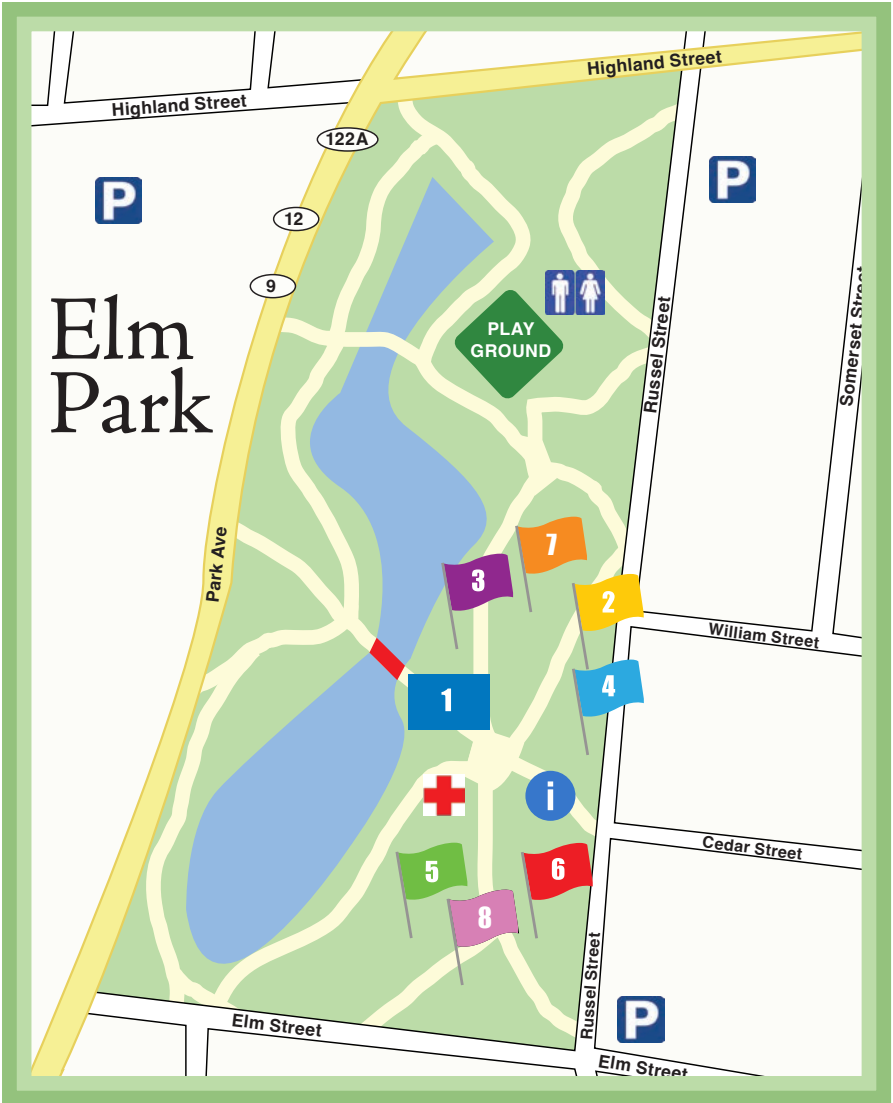 Highland Street
Highland Street
122A
P
P
12
9
Elm
Park
PLAY
GROUND
Russel Street
Somerset Street
Park Ave
7
3
2
William Street
4
1
i
Cedar Street
5
6
8
Russel Street
P
Elm Street
Elm Street